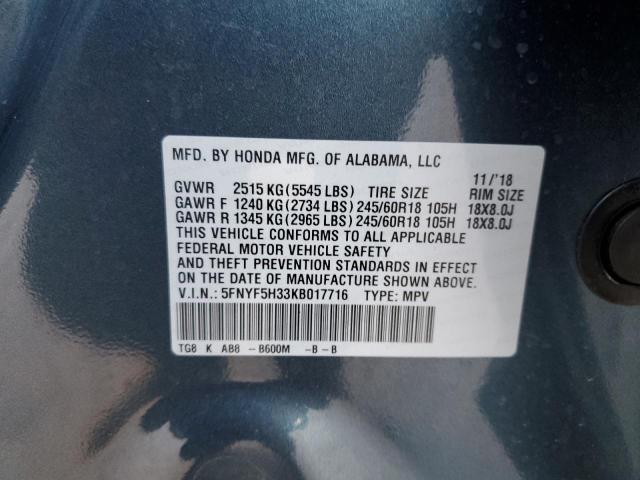 MFD. BY HONDA MFG. OF ALABAMA, LLC
11/'18
GVWR 2515 KG(5545 LBS) TIRE SIZE RIM SIZE
GAWR F 1240 KG(2734 LBS)245/60R18 105H 18X8.0J
GAWR R 1345 KG(2965 LBS)245/60R18 105H 18X8.0J
THIS VEHICLE CONFORMS TO ALL APPLICABLE
FEDERAL MOTOR VEHICLE SAFETY
AND THEFT PREVENTION STANDARDS IN EFFECT
ON THE DATE OF MANUFACTURE SHOWN ABOVE.
V.I.N.: 5FNYF5H33KB017716 TYPE: MPV
TG8 K AB8 -B600M -B-B